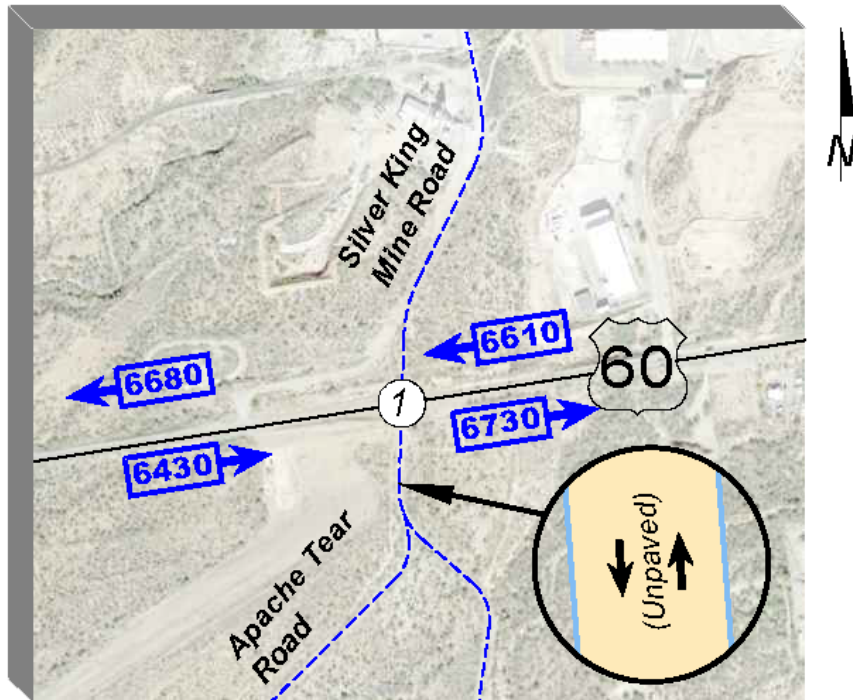 N
Silver King
Mine Road
6610
6680
60
1
6730
6430
(Unpaved)
Apache Tear
Road